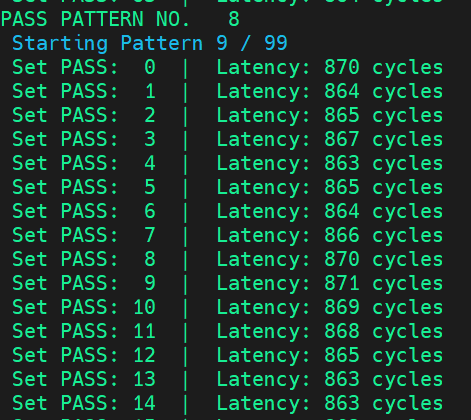 PASS PATTERN NO.   8
Starting Pattern 9 / 99
Set PASS:  0  |  Latency: 870 cycles
Set PASS:  1  |  Latency: 864 cycles
Set PASS:  2  |  Latency: 865 cycles
Set PASS:  3  |  Latency: 867 cycles
Set PASS:  4  |  Latency: 863 cycles
Set PASS:  5  |  Latency: 865 cycles
Set PASS:  6  |  Latency: 864 cycles
Set PASS:  7  |  Latency: 866 cycles
Set PASS:  8  |  Latency: 870 cycles
Set PASS:  9  |  Latency: 871 cycles
Set PASS: 10  |  Latency: 869 cycles
Set PASS: 11  |  Latency: 868 cycles
Set PASS: 12  |  Latency: 865 cycles
Set PASS: 13  |  Latency: 863 cycles
Set PASS: 14  |  Latency: 863 cycles